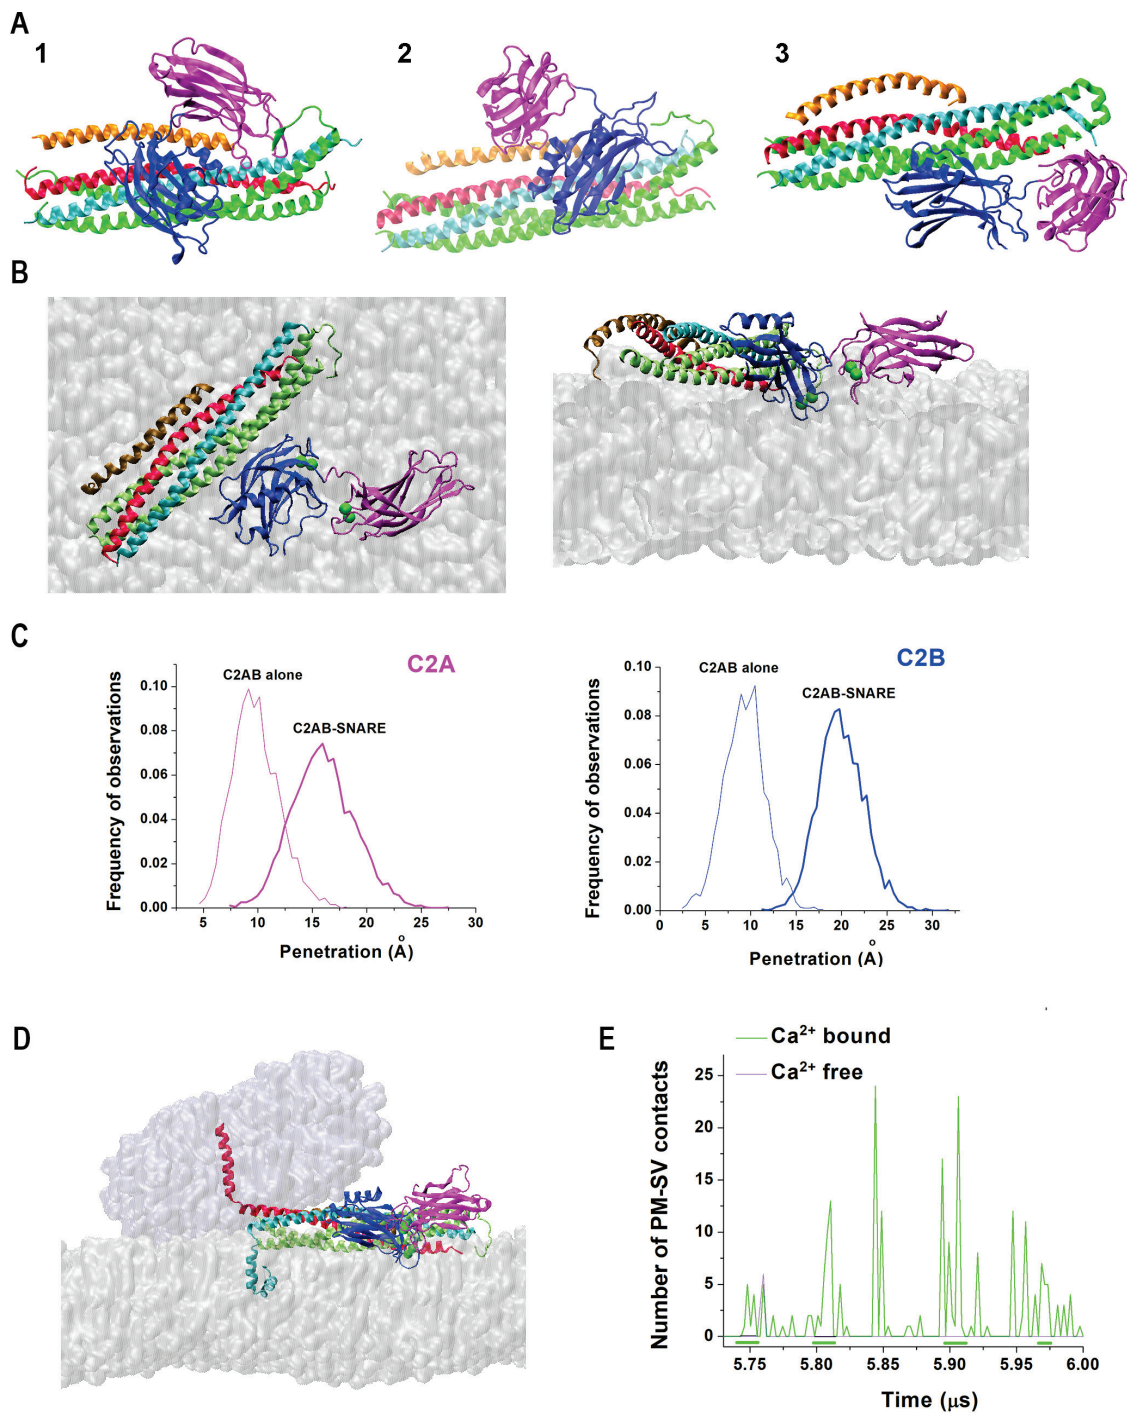 A
1
2
3
B
C
C2A
C2AB alone
C2AB-SNARE
Frequency of observations
0.10
0.08
0.06
0.04
0.02
0.00
5 10 15 20 25 30
Penetration (Å)
C2B
C2AB alone
C2AB-SNARE
Frequency of observations
0.10
0.08
0.06
0.04
0.02
0.00
0 5 10 15 20 25 30
Penetration (Å)
D
E
Ca²⁺ bound
Ca²⁺ free
Number of PM-SV contacts
25
20
15
10
5
0
5.75 5.80 5.85 5.90 5.95 6.00
Time (μs)